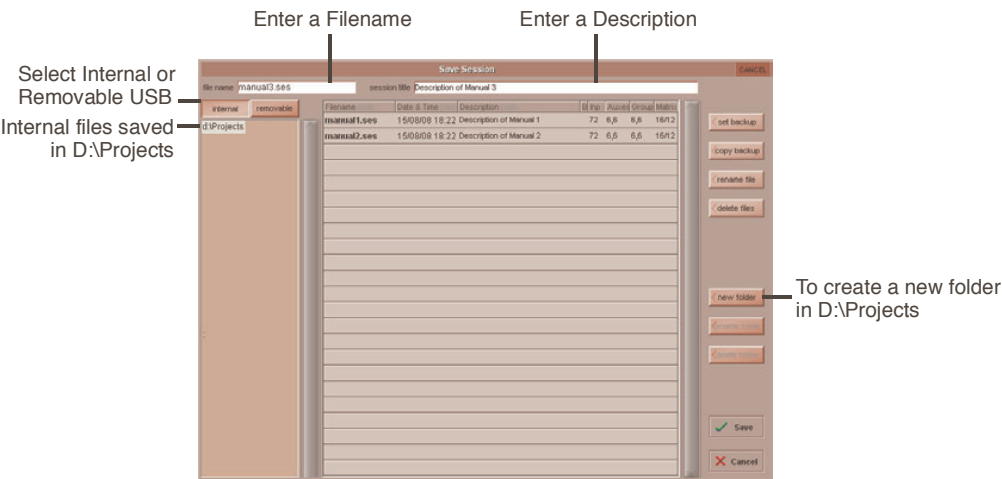 Enter a Filename
Enter a Description
Save Session
CANCEL
file name manual3.ses
session title Description of Manual 3
Select Internal or
Removable USB
internal removable
Internal files saved
in D:\Projects
d:\Projects
Filename Date & Time Description B Inp Auxes Group Matrix
manual1.ses 15/08/08 18:22 Description of Manual 1 72 6,6 6,6, 16/12
manual2.ses 15/08/08 18:22 Description of Manual 2 72 6,6 6,6, 16/12
set backup
copy backup
rename file
delete files
new folder
To create a new folder
in D:\Projects
Save
Cancel